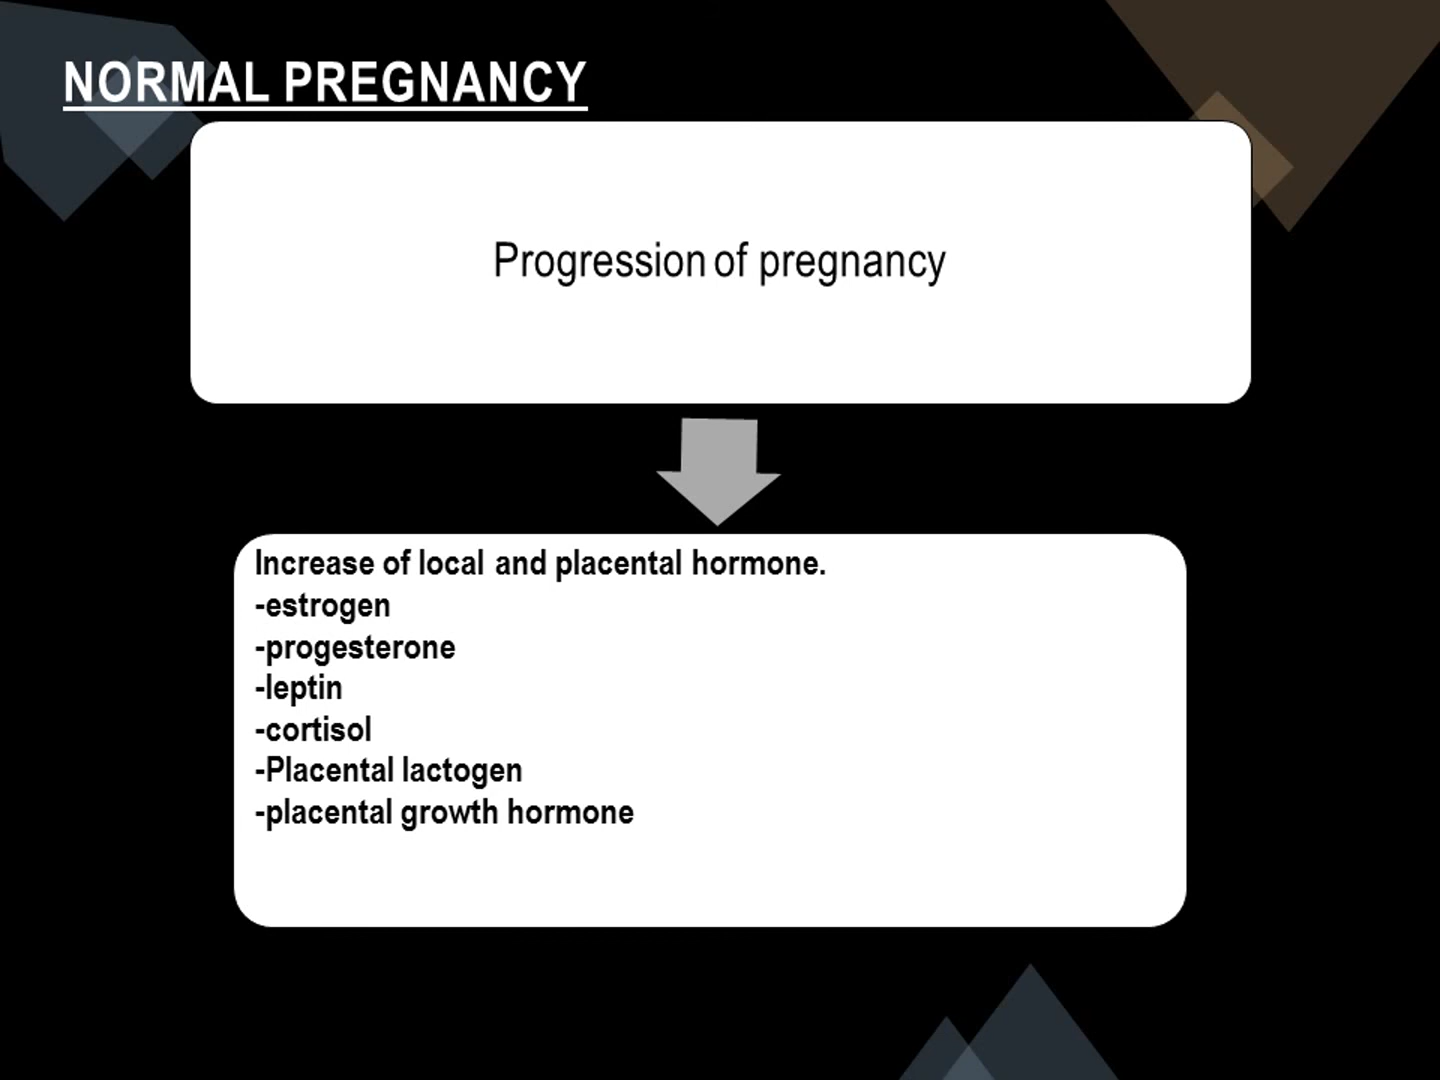 NORMAL PREGNANCY
Progression of pregnancy
Increase of local and placental hormone.
-estrogen
-progesterone
-leptin
-cortisol
-Placental lactogen
-placental growth hormone